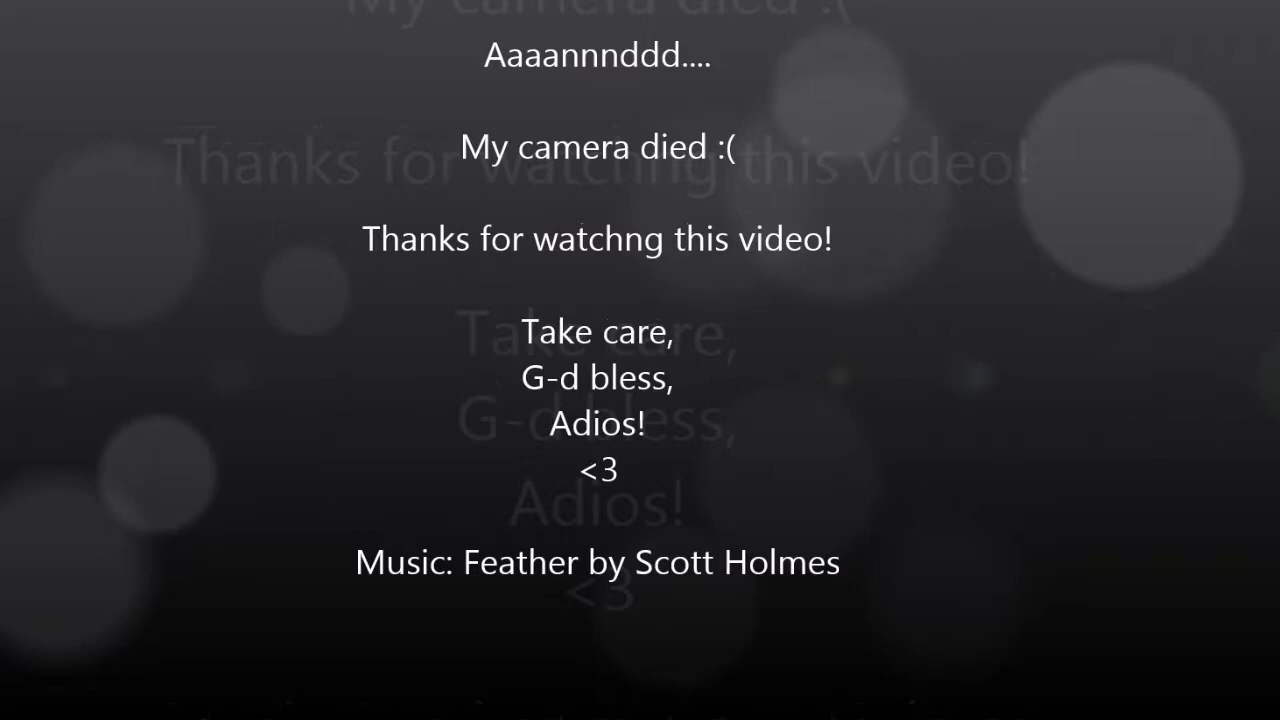 Aaaannnddd....
My camera died :(
Thanks for watchng this video!
Take care,
G-d bless,
Adios!
<3
Music: Feather by Scott Holmes